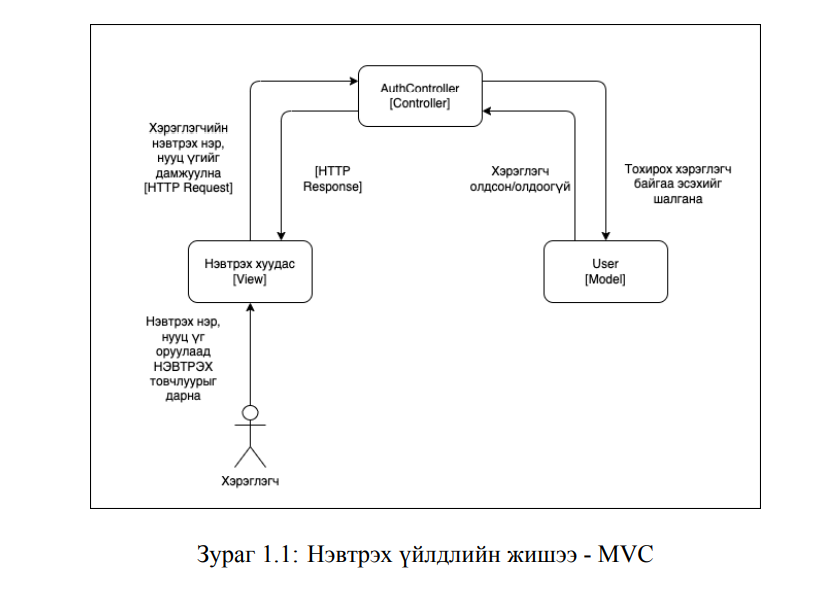 AuthController
[Controller]
Хэрэглэгчийн
нэвтрэх нэр,
нууц үгийг
дамжуулна
[HTTP Request]
[HTTP
Response]
Хэрэглэгч
олдсон/олдоогүй
Тохирох хэрэглэгч
байгаа эсэхийг
шалгана
Нэвтрэх хуудас
[View]
User
[Model]
Нэвтрэх нэр,
нууц үг
оруулаад
НЭВТРЭХ
товчлуурыг
дарна
Хэрэглэгч
Зураг 1.1: Нэвтрэх үйлдлийн жишээ - MVC